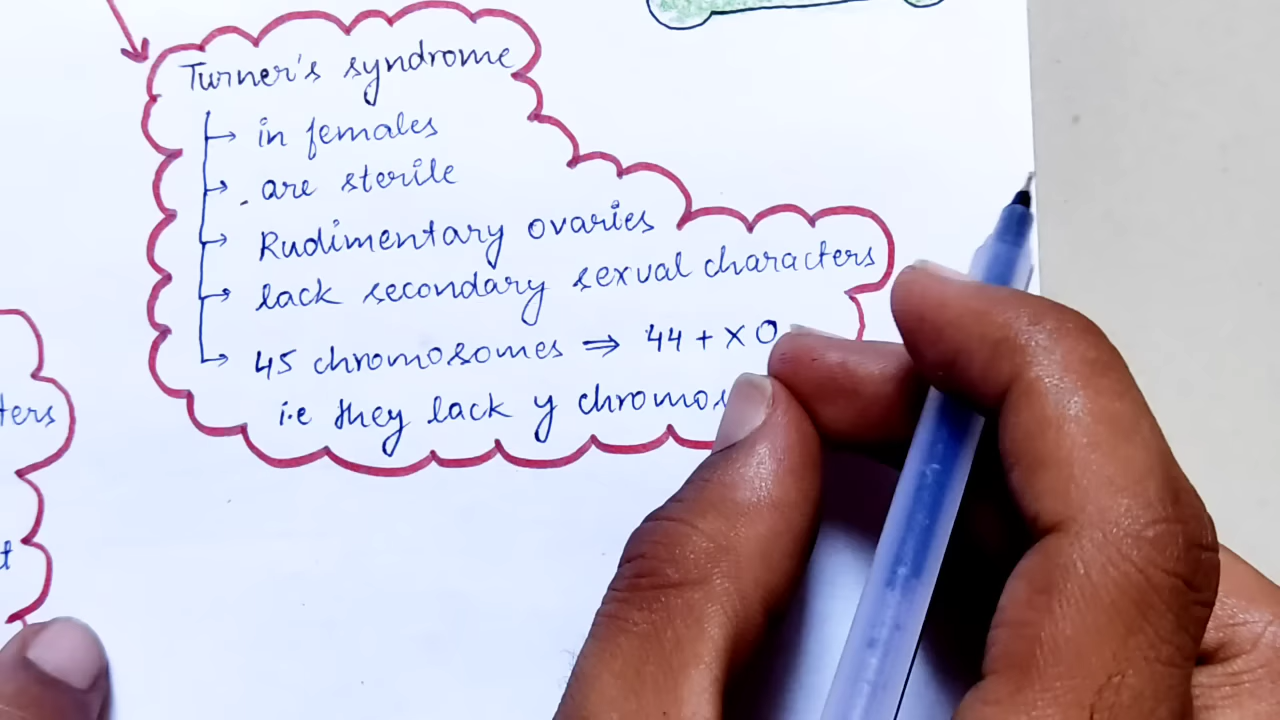 Turner's syndrome
in females
are sterile
Rudimentary ovaries
lack secondary sexual characters
45 chromosomes ⇒ 44 + XO
i.e they lack y chromos
ters
t